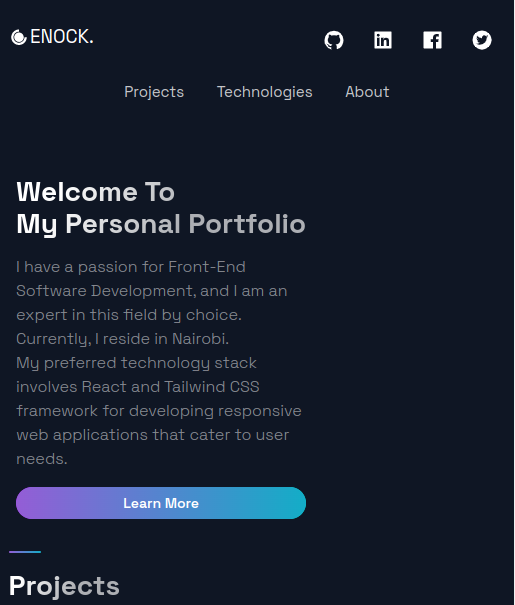 ENOCK.
Projects Technologies About
Welcome To
My Personal Portfolio
I have a passion for Front-End
Software Development, and I am an
expert in this field by choice.
Currently, I reside in Nairobi.
My preferred technology stack
involves React and Tailwind CSS
framework for developing responsive
web applications that cater to user
needs.
Learn More
Projects